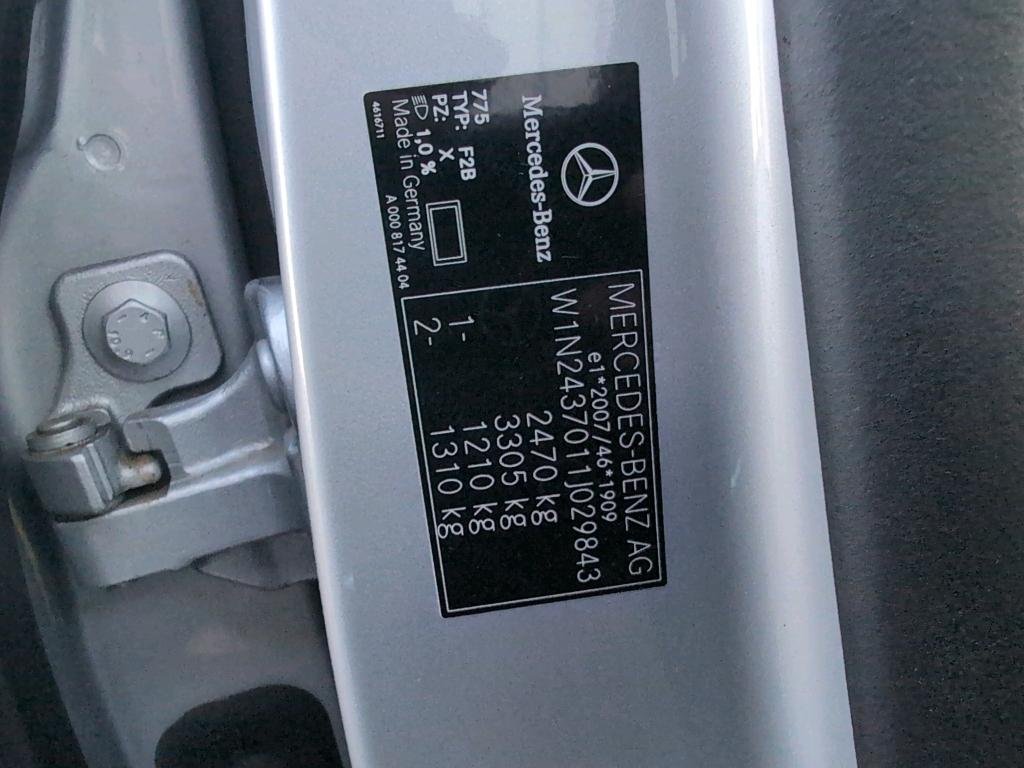 Mercedes-Benz
775
TYP: F2B
PZ: X
1,0 %
Made in Germany
4616711
A 000 817 44 04
MERCEDES-BENZ AG
e1*2007/46*1909
W1N2437011J029843
2470 kg
3305 kg
1- 1210 kg
2- 1310 kg